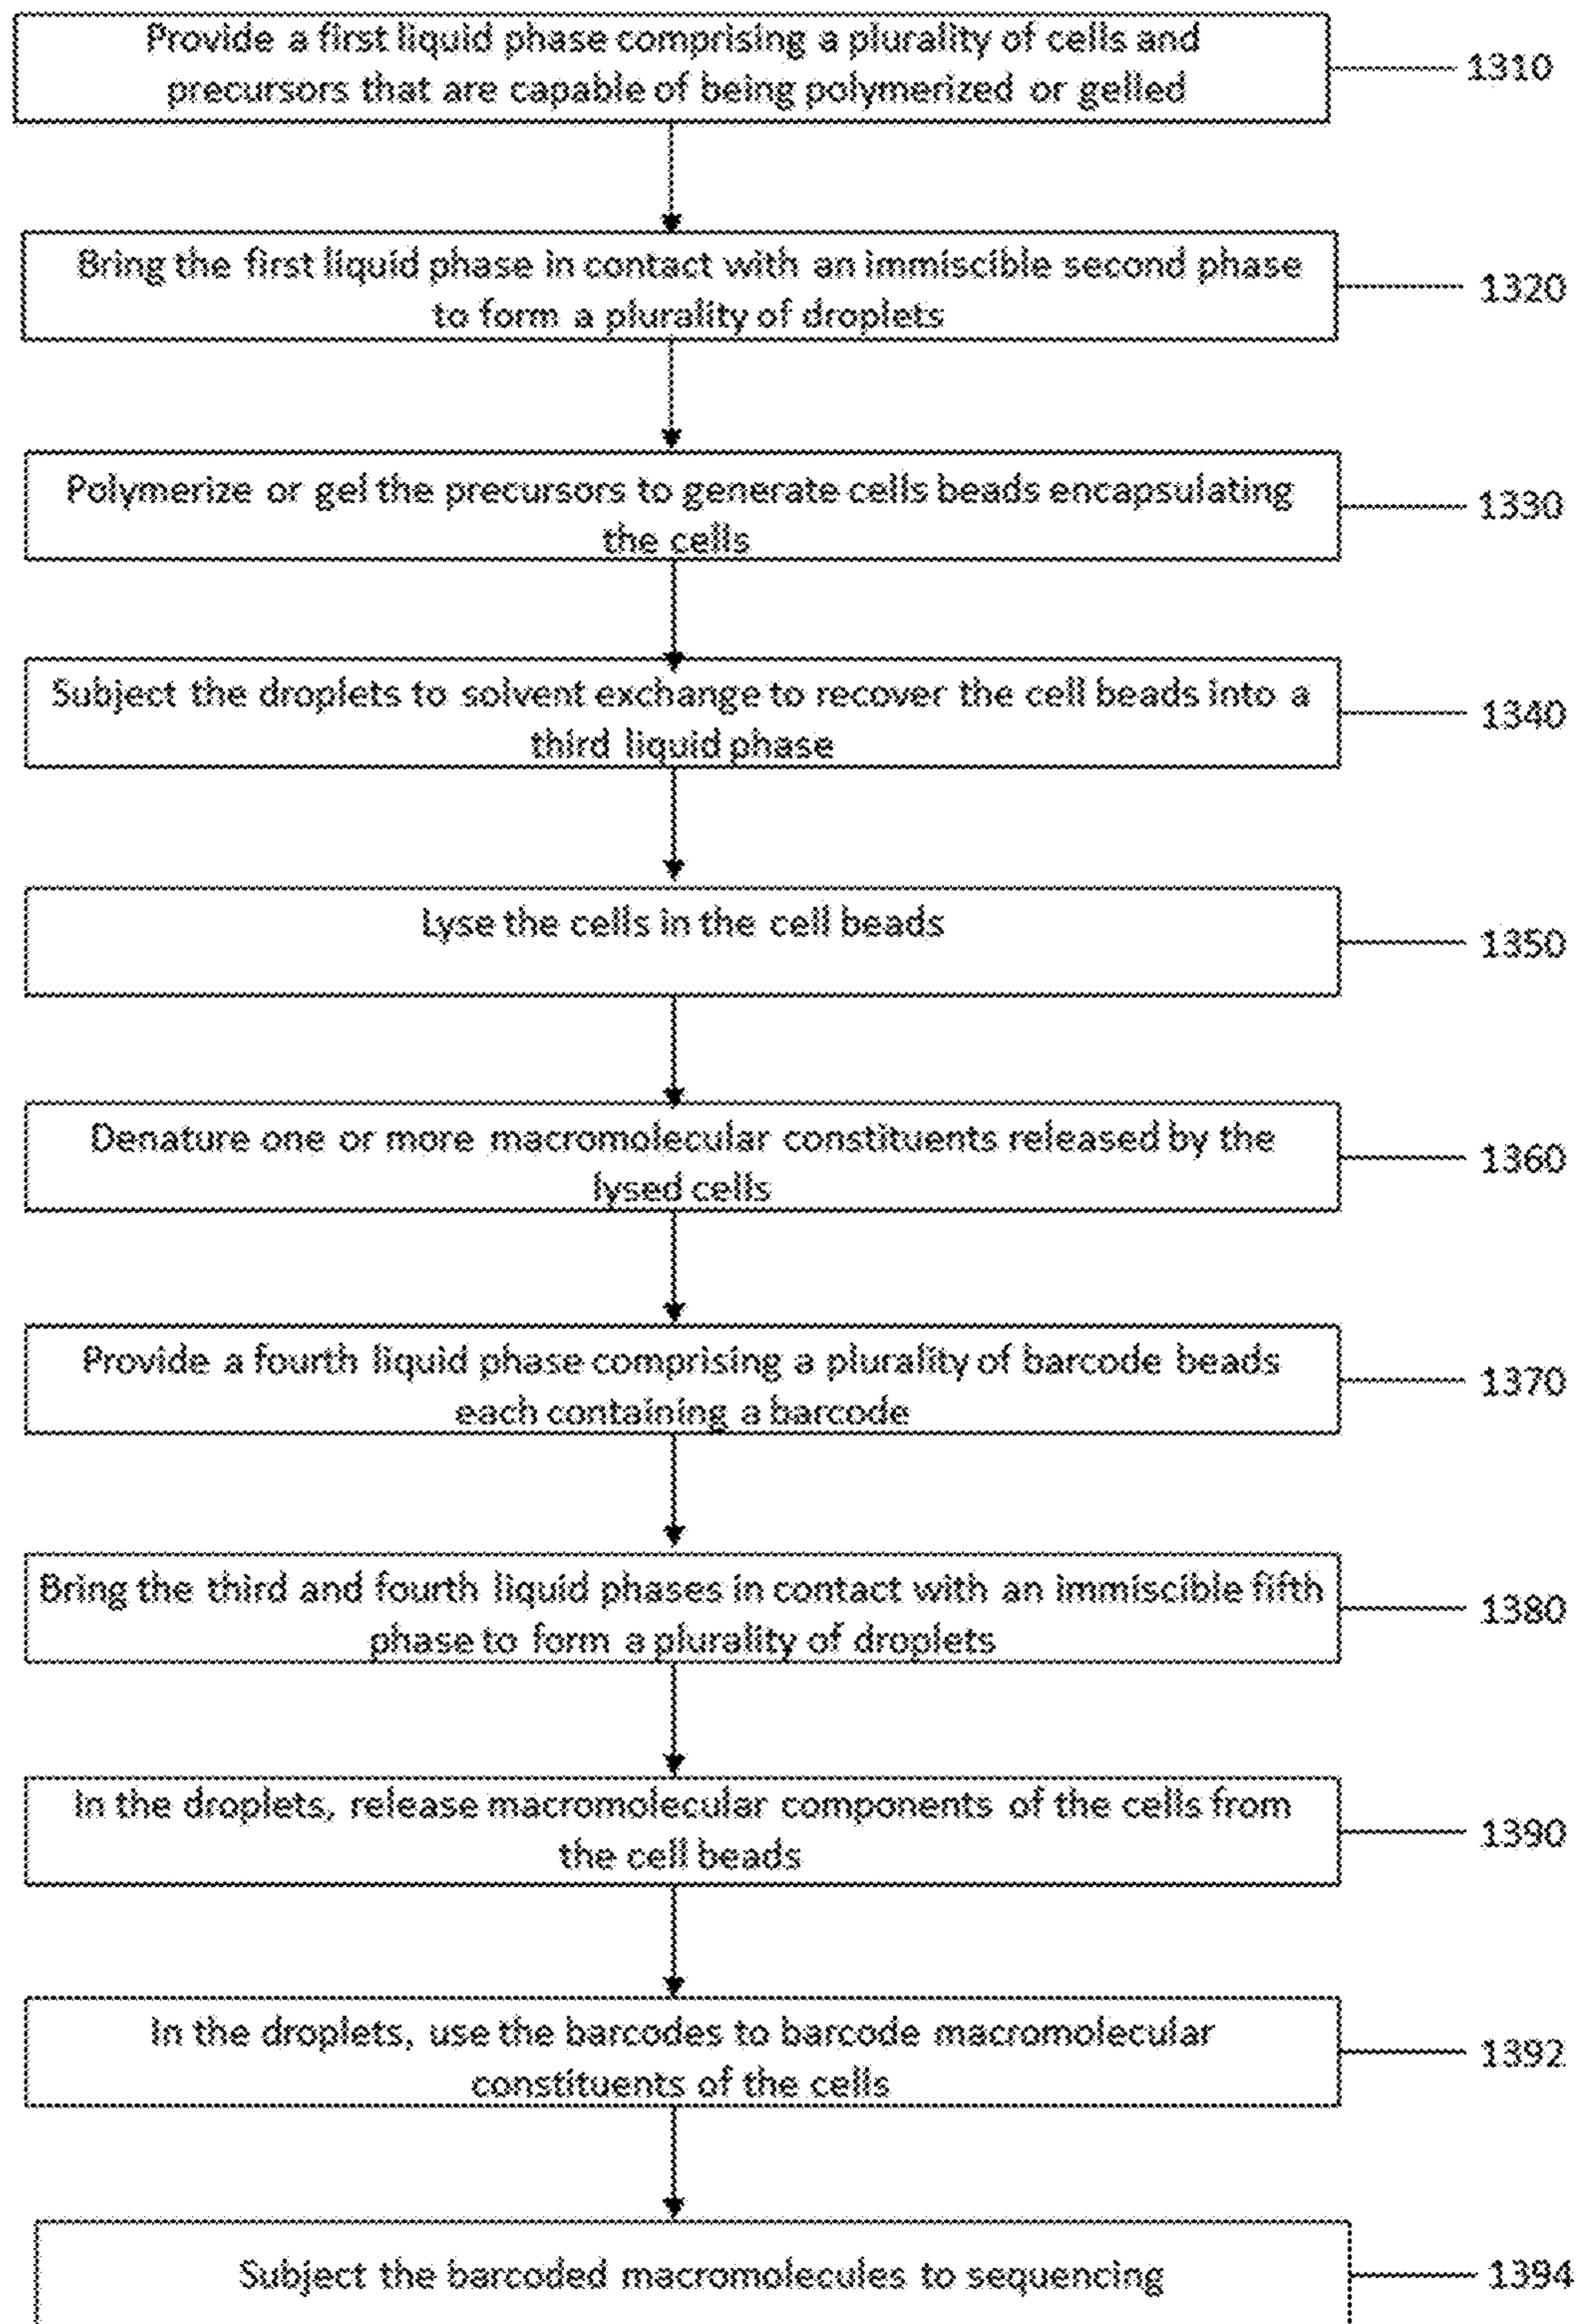 Provide a first liquid phase comprising a plurality of cells and
precursors that are capable of being polymerized or gelled
1310
Bring the first liquid phase in contact with an immiscible second phase
to form a plurality of droplets
1320
Polymerize or gel the precursors to generate cells beads encapsulating
the cells
1330
Subject the droplets to solvent exchange to recover the cell beads into a
third liquid phase
1340
Lyse the cells in the cell beads
1350
Denature one or more macromolecular constituents released by the
lysed cells
1360
Provide a fourth liquid phase comprising a plurality of barcode beads
each containing a barcode
1370
Bring the third and fourth liquid phases in contact with an immiscible fifth
phase to form a plurality of droplets
1380
In the droplets, release macromolecular components of the cells from
the cell beads
1390
In the droplets, use the barcodes to barcode macromolecular
constituents of the cells
1392
Subject the barcoded macromolecules to sequencing
1394